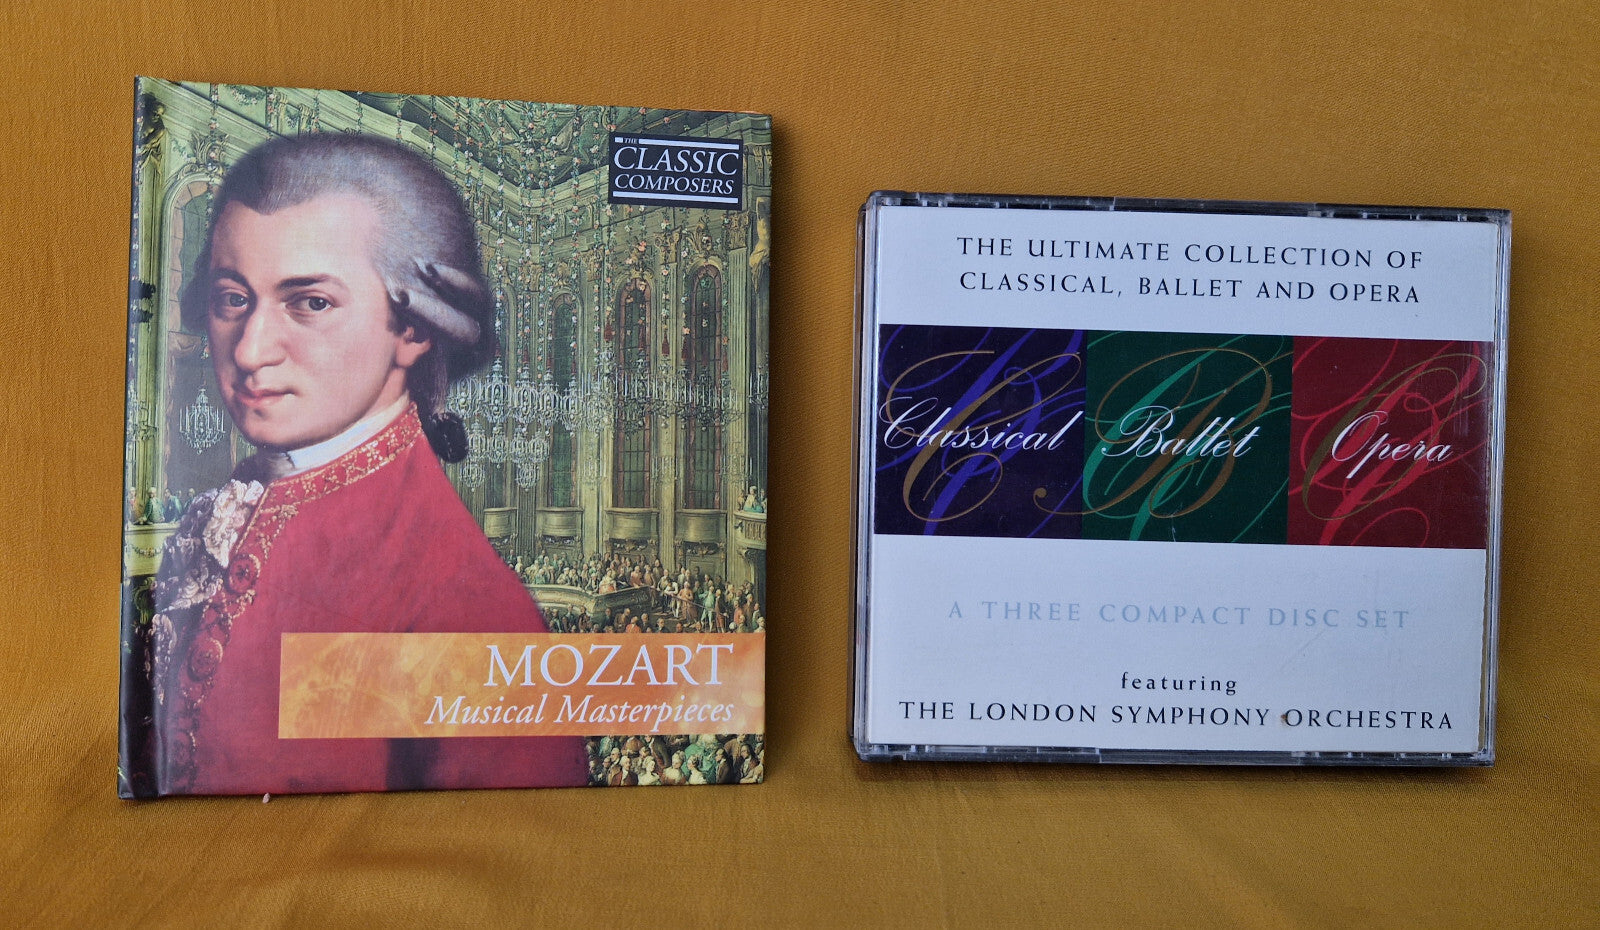 THE
CLASSIC
COMPOSERS
MOZART
Musical Masterpieces
THE ULTIMATE COLLECTION OF
CLASSICAL, BALLET AND OPERA
Classical Ballet Opera
A THREE COMPACT DISC SET
featuring
THE LONDON SYMPHONY ORCHESTRA